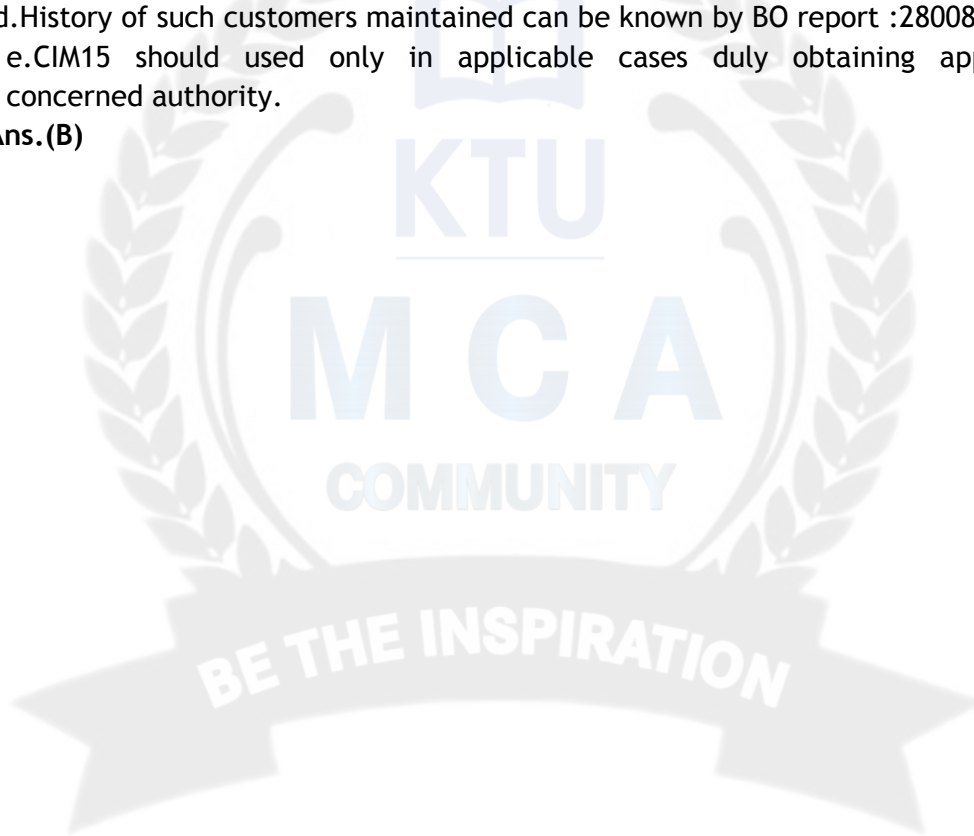 d.History of such customers maintained can be known by BO report :28008
e.CIM15 should used only in applicable cases duly obtaining
concerned authority.
Ans.(B)
KTU
MCA
COMMUNITY
BE THE INSPIRATION